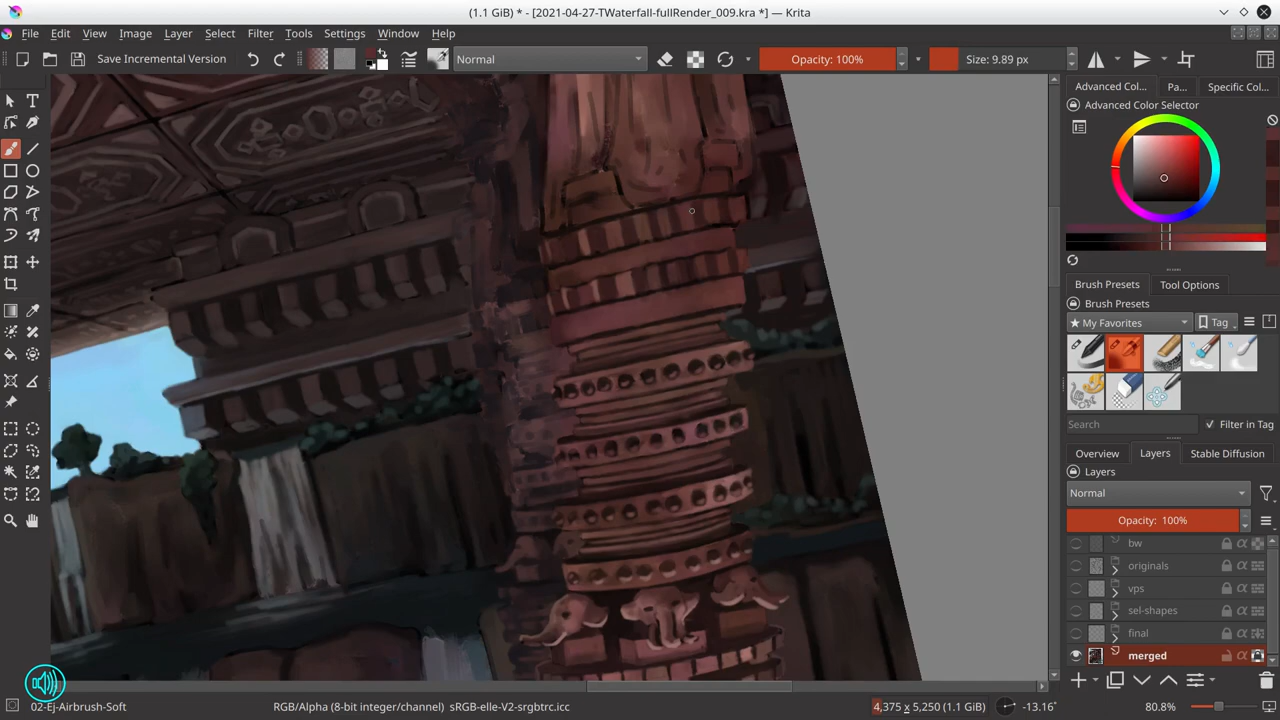 (1.1 GiB) * - [2021-04-27-TWaterfall-fullRender_009.kra *] — Krita
File Edit View Image Layer Select Filter Tools Settings Window Help
Save Incremental Version Normal Opacity: 100% Size: 9.89 px
Advanced Col... Pa... Specific Col...
Advanced Color Selector
Brush Presets Tool Options
Brush Presets
★ My Favorites Tag
Search Filter in Tag
Overview Layers Stable Diffusion
Layers
Normal
Opacity: 100%
bw
originals
vps
sel-shapes
final
merged
02-Ej-Airbrush-Soft RGB/Alpha (8-bit integer/channel) sRGB-elle-V2-srgbtrc.icc 4,375 x 5,250 (1.1 GiB) -13.16° 80.8%